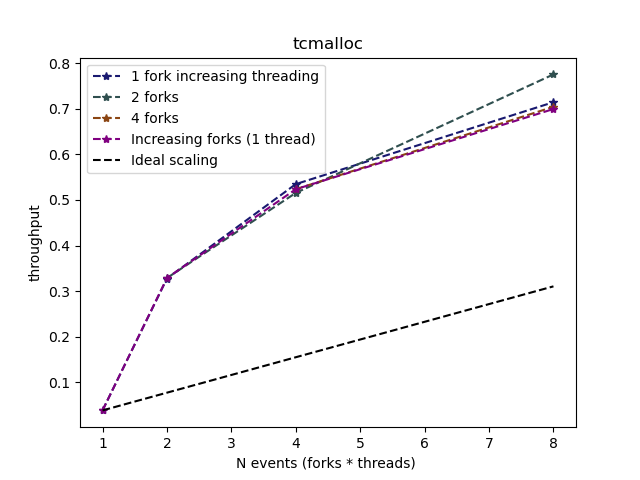 tcmalloc
1 fork increasing threading
2 forks
4 forks
Increasing forks (1 thread)
Ideal scaling
throughput
0.8
0.7
0.6
0.5
0.4
0.3
0.2
0.1
1 2 3 4 5 6 7 8
N events (forks * threads)